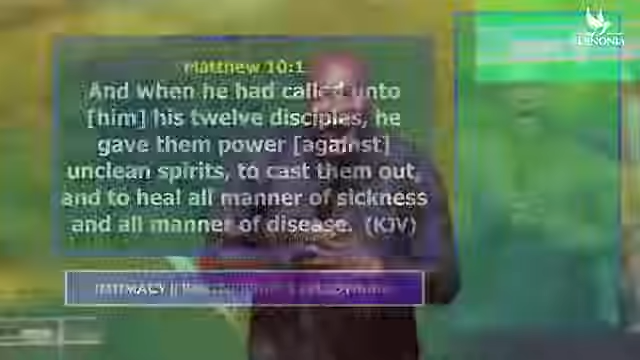 ENONIA
Matthew 10:1
And when he had called unto
[him] his twelve disciples, he
gave them power [against]
unclean spirits, to cast them out,
and to heal all manner of sickness
and all manner of disease. (KJV)
INTIMACY